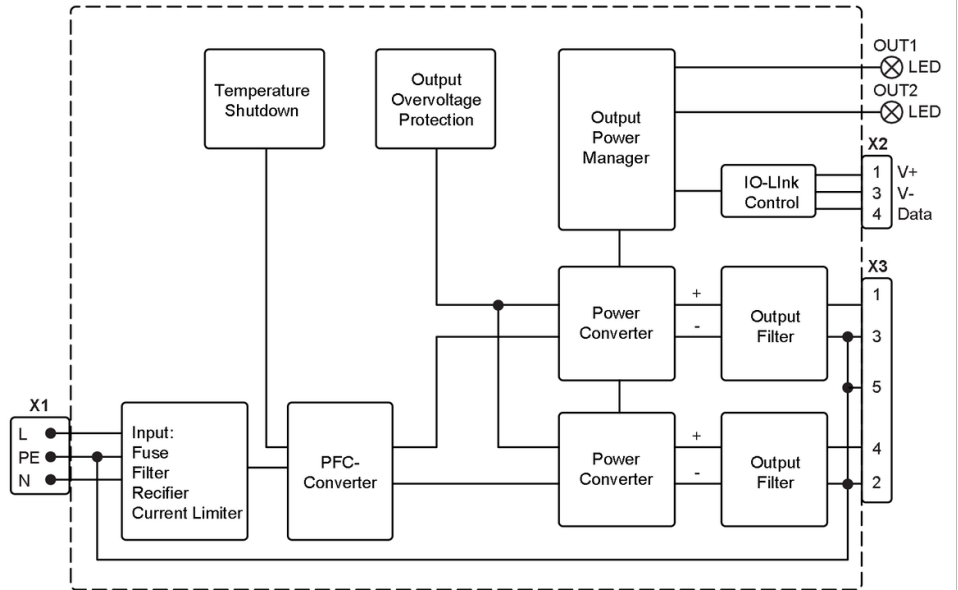 OUT1
LED
OUT2
LED
Temperature
Shutdown
Output
Overvoltage
Protection
Output
Power
Manager
X2
IO-LInk
Control
1 V+
3 V-
4 Data
X3
Power
Converter
+
-
Output
Filter
1
3
5
X1
L
PE
N
Input:
Fuse
Filter
Recifier
Current Limiter
PFC-
Converter
Power
Converter
+
-
Output
Filter
4
2